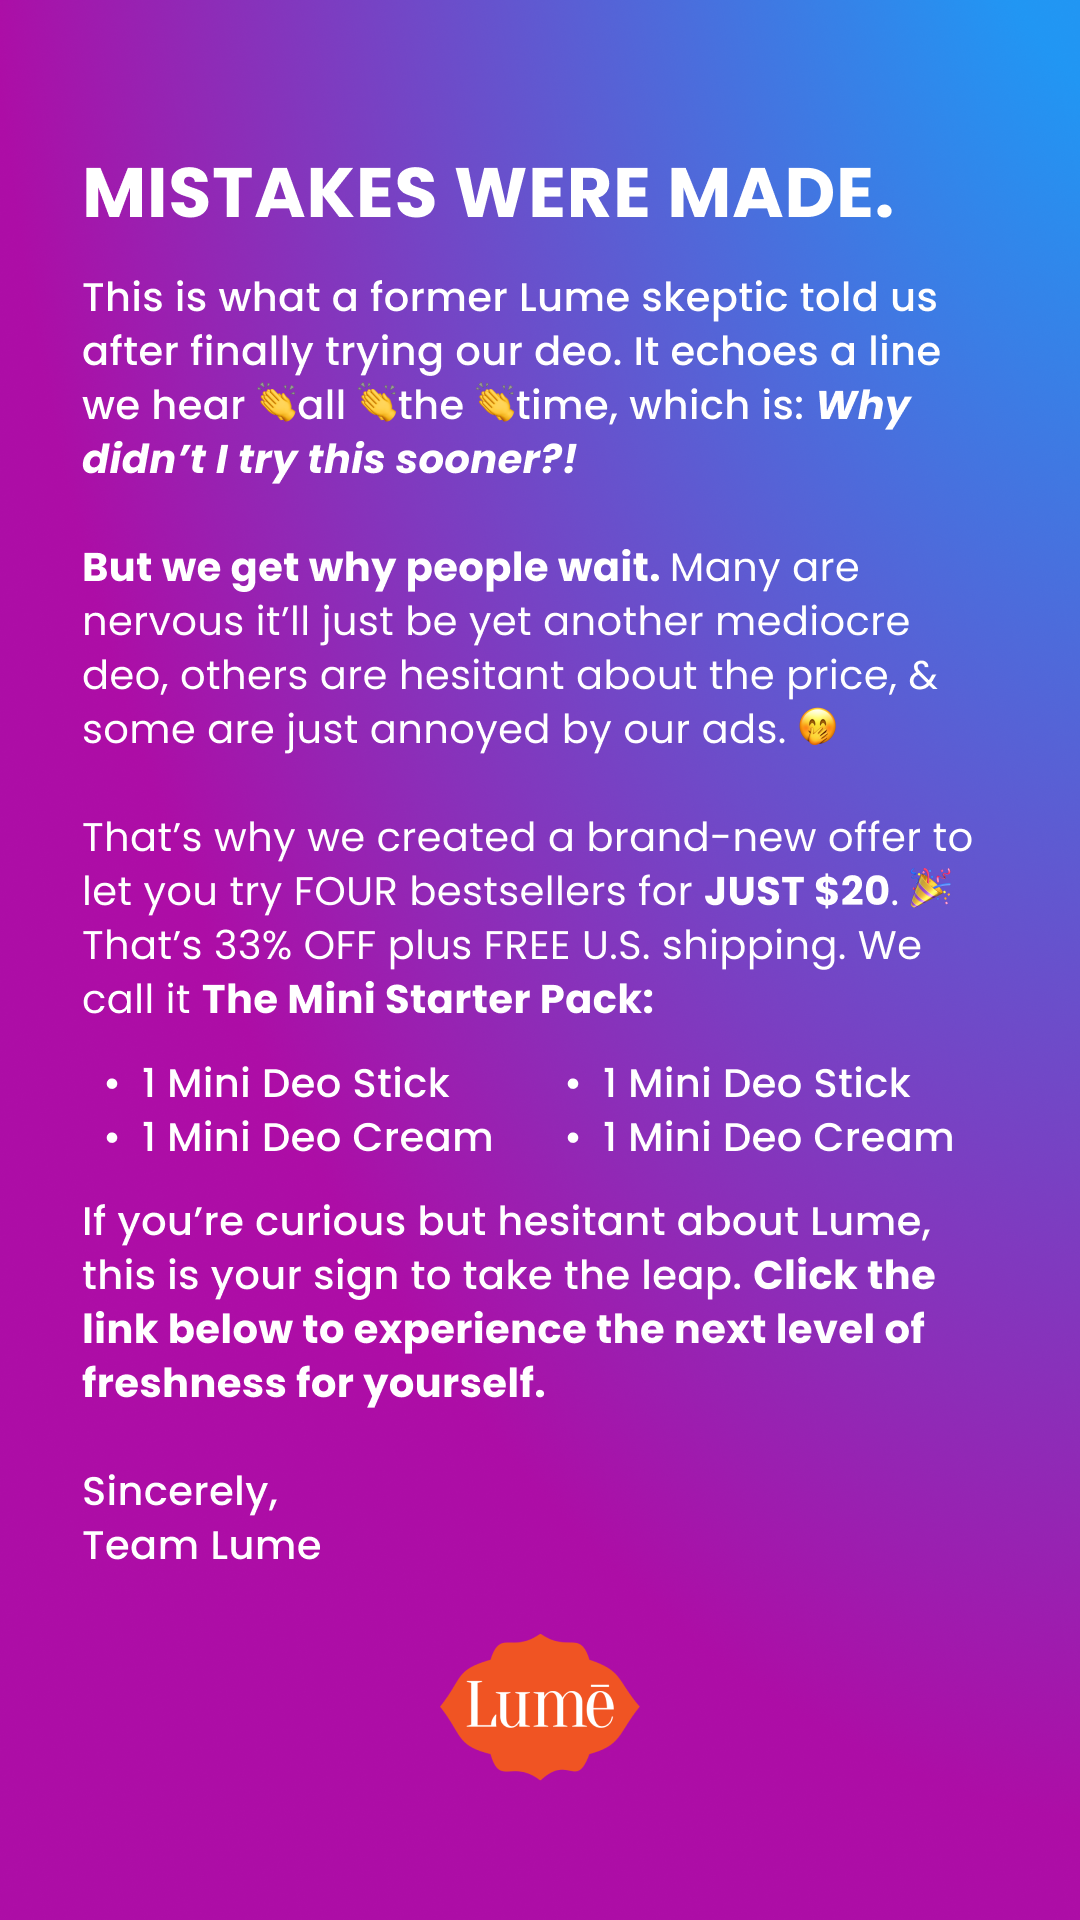 MISTAKES WERE MADE.
This is what a former Lume skeptic told us
after finally trying our deo. It echoes a line
we hear 👏all 👏the 👏time, which is: Why
didn’t I try this sooner?!
But we get why people wait. Many are
nervous it’ll just be yet another mediocre
deo, others are hesitant about the price, &
some are just annoyed by our ads. 🤭
That’s why we created a brand-new offer to
let you try FOUR bestsellers for JUST $20. 🎉
That’s 33% OFF plus FREE U.S. shipping. We
call it The Mini Starter Pack:
• 1 Mini Deo Stick
• 1 Mini Deo Cream
• 1 Mini Deo Stick
• 1 Mini Deo Cream
If you’re curious but hesitant about Lume,
this is your sign to take the leap. Click the
link below to experience the next level of
freshness for yourself.
Sincerely,
Team Lume
Lumē